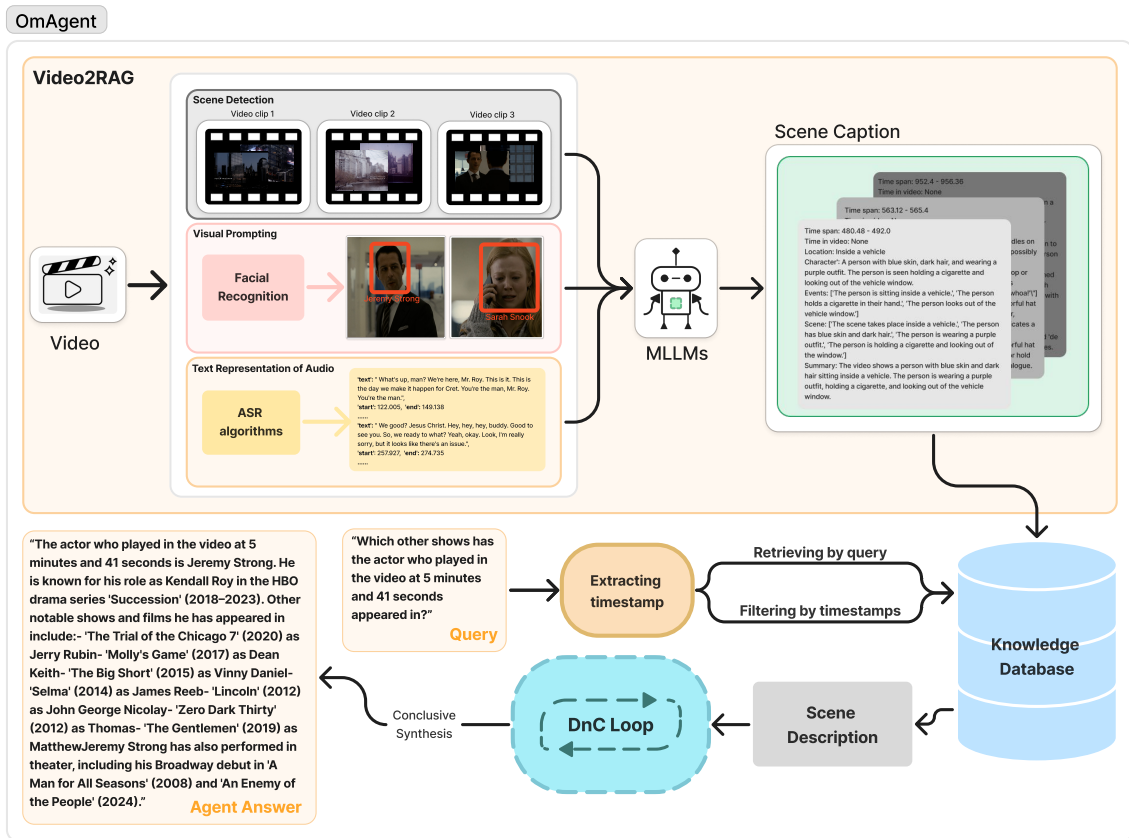 OmAgent
Video2RAG
Scene Detection
Video clip 1
Video clip 2
Video clip 3
Visual Prompting
Facial
Recognition
Jeremy Strong
Sarah Snook
Text Representation of Audio
ASR
algorithms
'text': " What's up, man? We're here, Mr. Roy. This is it. This is
the day we make it happen for Cret. You're the man, Mr. Roy.
You're the man.",
'start': 122.005, 'end': 149.138
......
'text': " We good? Jesus Christ. Hey, hey, hey, buddy. Good to
see you. So, we ready to what? Yeah, okay. Look, I'm really
sorry, but it looks like there's an issue.",
'start': 257.927, 'end': 274.735
......
Video
MLLMs
Scene Caption
Time span: 952.4 - 956.36
Time in video: None
Time span: 563.12 - 565.4
Time span: 480.48 - 492.0
Time in video: None
Location: Inside a vehicle
Character": A person with blue skin, dark hair, and wearing a
purple outfit. The person is seen holding a cigarette and
looking out of the vehicle window.
Events: ['The person is sitting inside a vehicle.', 'The person
holds a cigarette in their hand.', 'The person looks out of the
vehicle window.']
Scene: ['The scene takes place inside a vehicle.', 'The person
has blue skin and dark hair.', 'The person is wearing a purple
outfit.', 'The person is holding a cigarette and looking out of
the window.']
Summary: The video shows a person with blue skin and dark
hair sitting inside a vehicle. The person is wearing a purple
outfit, holding a cigarette, and looking out of the vehicle
window.
"The actor who played in the video at 5
minutes and 41 seconds is Jeremy Strong. He
is known for his role as Kendall Roy in the HBO
drama series 'Succession' (2018–2023). Other
notable shows and films he has appeared in
include:- 'The Trial of the Chicago 7' (2020) as
Jerry Rubin- 'Molly's Game' (2017) as Dean
Keith- 'The Big Short' (2015) as Vinny Daniel-
'Selma' (2014) as James Reeb- 'Lincoln' (2012)
as John George Nicolay- 'Zero Dark Thirty'
(2012) as Thomas- 'The Gentlemen' (2019) as
MatthewJeremy Strong has also performed in
theater, including his Broadway debut in 'A
Man for All Seasons' (2008) and 'An Enemy of
the People' (2024)."
Agent Answer
"Which other shows has
the actor who played in
the video at 5 minutes
and 41 seconds
appeared in?"
Query
Extracting
timestamp
Retrieving by query
Filtering by timestamps
Knowledge
Database
Scene
Description
DnC Loop
Conclusive
Synthesis